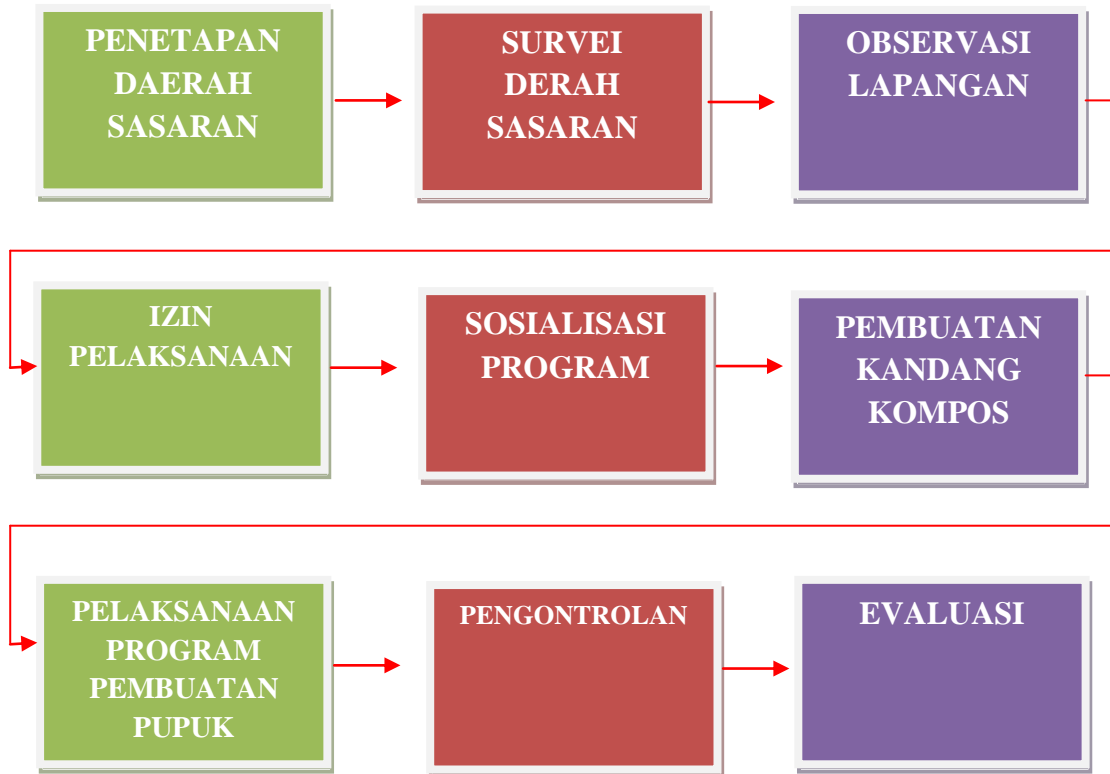 PENETAPAN
DAERAH
SASARAN
SURVEI
DERAH
SASARAN
OBSERVASI
LAPANGAN
IZIN
PELAKSANAAN
SOSIALISASI
PROGRAM
PEMBUATAN
KANDANG
KOMPOS
PELAKSANAAN
PROGRAM
PEMBUATAN
PUPUK
PENGONTROLAN
EVALUASI